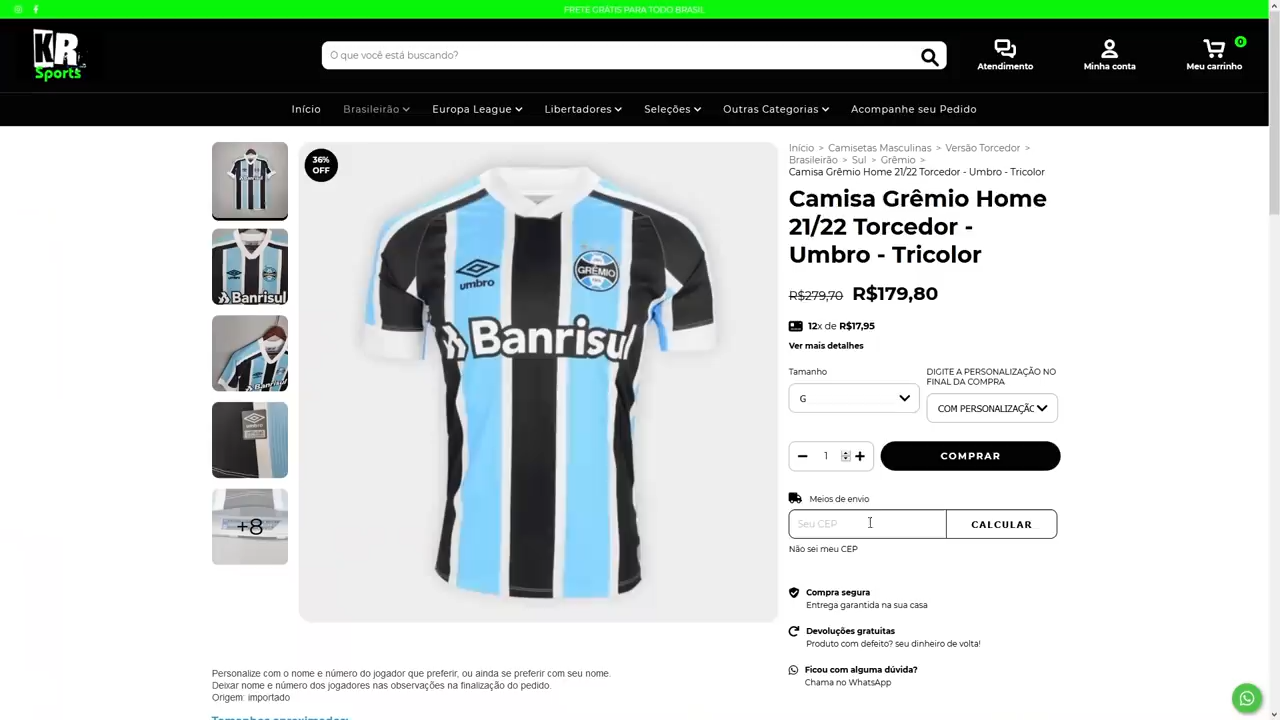 FRETE GRÁTIS PARA TODO BRASIL
KR
Sports
O que você está buscando?
Atendimento
Minha conta
0
Meu carrinho
Início
Brasileirão
Europa League
Libertadores
Seleções
Outras Categorias
Acompanhe seu Pedido
36%
OFF
umbro
GRÊMIO
Banrisul
Banrisul
+8
Início > Camisetas Masculinas > Versão Torcedor >
Brasileirão > Sul > Grêmio >
Camisa Grêmio Home 21/22 Torcedor - Umbro - Tricolor
Camisa Grêmio Home
21/22 Torcedor -
Umbro - Tricolor
R$279,70 R$179,80
12x de R$17,95
Ver mais detalhes
Tamanho
G
DIGITE A PERSONALIZAÇÃO NO
FINAL DA COMPRA
COM PERSONALIZAÇÃO
1
COMPRAR
Meios de envio
Seu CEP
CALCULAR
Não sei meu CEP
Compra segura
Entrega garantida na sua casa
Devoluções gratuitas
Produto com defeito? seu dinheiro de volta!
Ficou com alguma dúvida?
Chama no WhatsApp
Personalize com o nome e número do jogador que preferir, ou ainda se preferir com seu nome.
Deixar nome e número dos jogadores nas observações na finalização do pedido.
Origem: importado
Tamanhos aproximados: